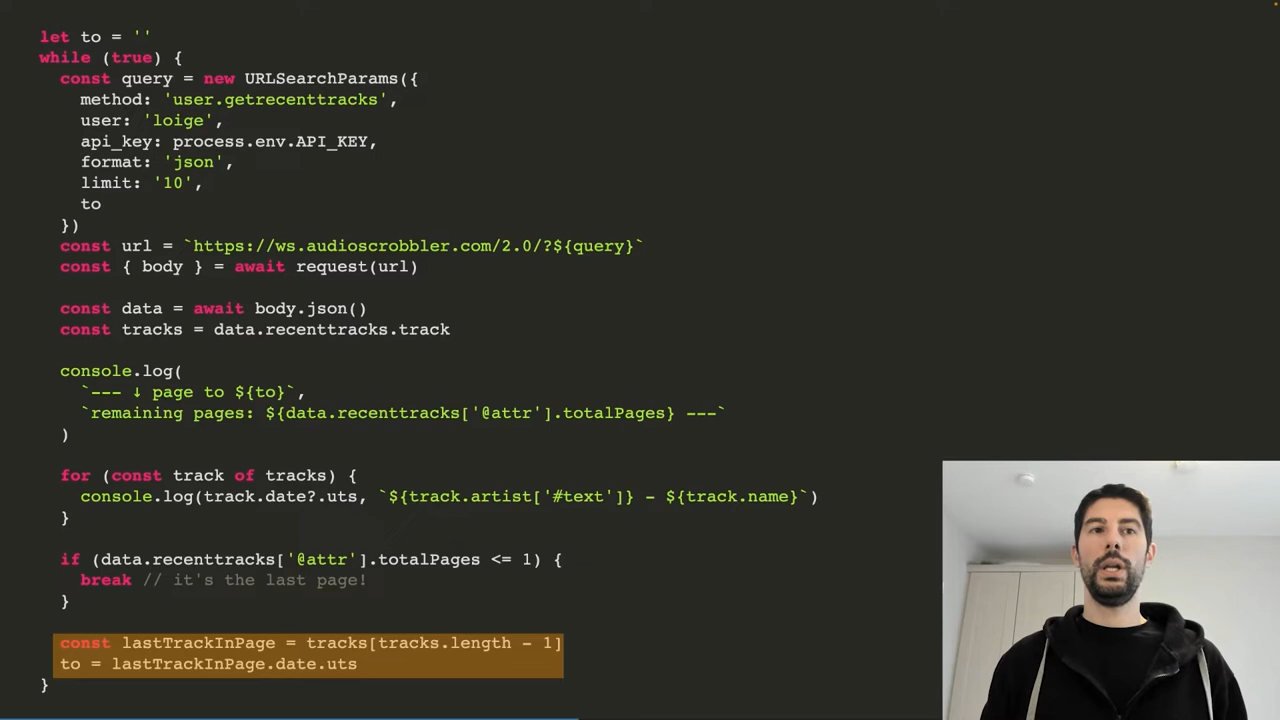 let to = ''
while (true) {
  const query = new URLSearchParams({
    method: 'user.getrecenttracks',
    user: 'loige',
    api_key: process.env.API_KEY,
    format: 'json',
    limit: '10',
    to
  })
  const url = `https://ws.audioscrobbler.com/2.0/?${query}`
  const { body } = await request(url)
  const data = await body.json()
  const tracks = data.recenttracks.track
  console.log(
    `--- ↓ page to ${to}`,
    `remaining pages: ${data.recenttracks['@attr'].totalPages} ---`
  )
  for (const track of tracks) {
    console.log(track.date?.uts, `${track.artist['#text']} - ${track.name}`)
  }
  if (data.recenttracks['@attr'].totalPages <= 1) {
    break // it's the last page!
  }
  const lastTrackInPage = tracks[tracks.length - 1]
  to = lastTrackInPage.date.uts
}